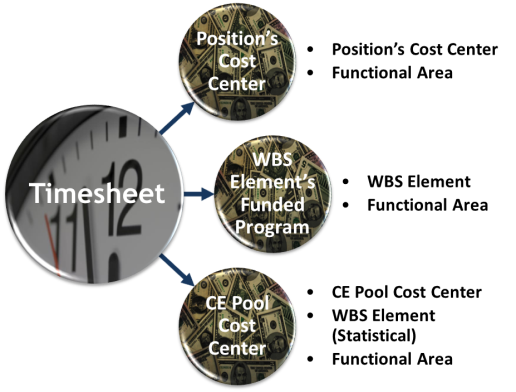 Position's
Cost
Center
• Position's Cost Center
• Functional Area
Timesheet
12
11
WBS
Element's
Funded
Program
• WBS Element
• Functional Area
CE Pool
Cost
Center
• CE Pool Cost Center
• WBS Element
(Statistical)
• Functional Area